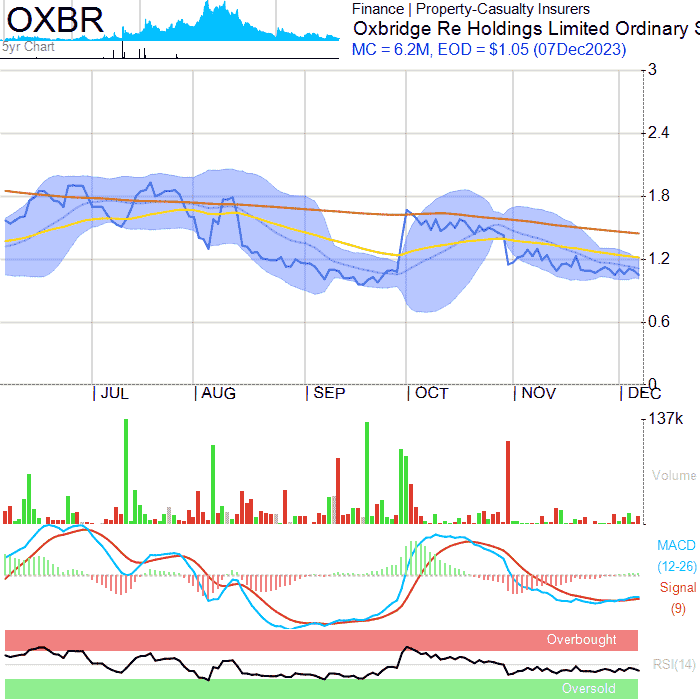 OXBR
5yr Chart
Finance | Property-Casualty Insurers
Oxbridge Re Holdings Limited Ordinary S
MC = 6.2M, EOD = $1.05 (07Dec2023)
3
2.4
1.8
1.2
0.6
0
JUL AUG SEP OCT NOV DEC
137k
Volume
MACD
(12-26)
Signal
(9)
Overbought
RSI(14)
Oversold